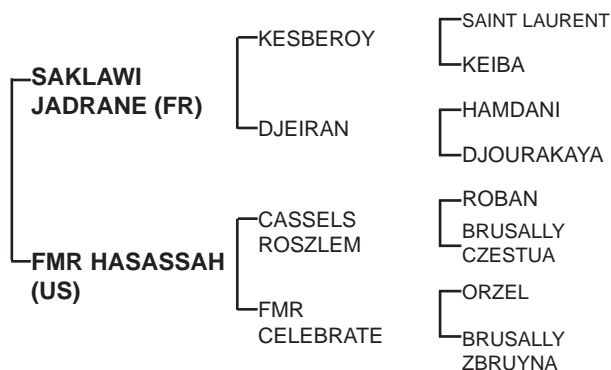 SAKLAWI
JADRANE (FR)
FMR HASASSAH
(US)
KESBEROY
DJEIRAN
CASSELS
ROSZLEM
FMR
CELEBRATE
SAINT LAURENT
KEIBA
HAMDANI
DJOURAKAYA
ROBAN
BRUSALLY
CZESTUA
ORZEL
BRUSALLY
ZBRUYNA